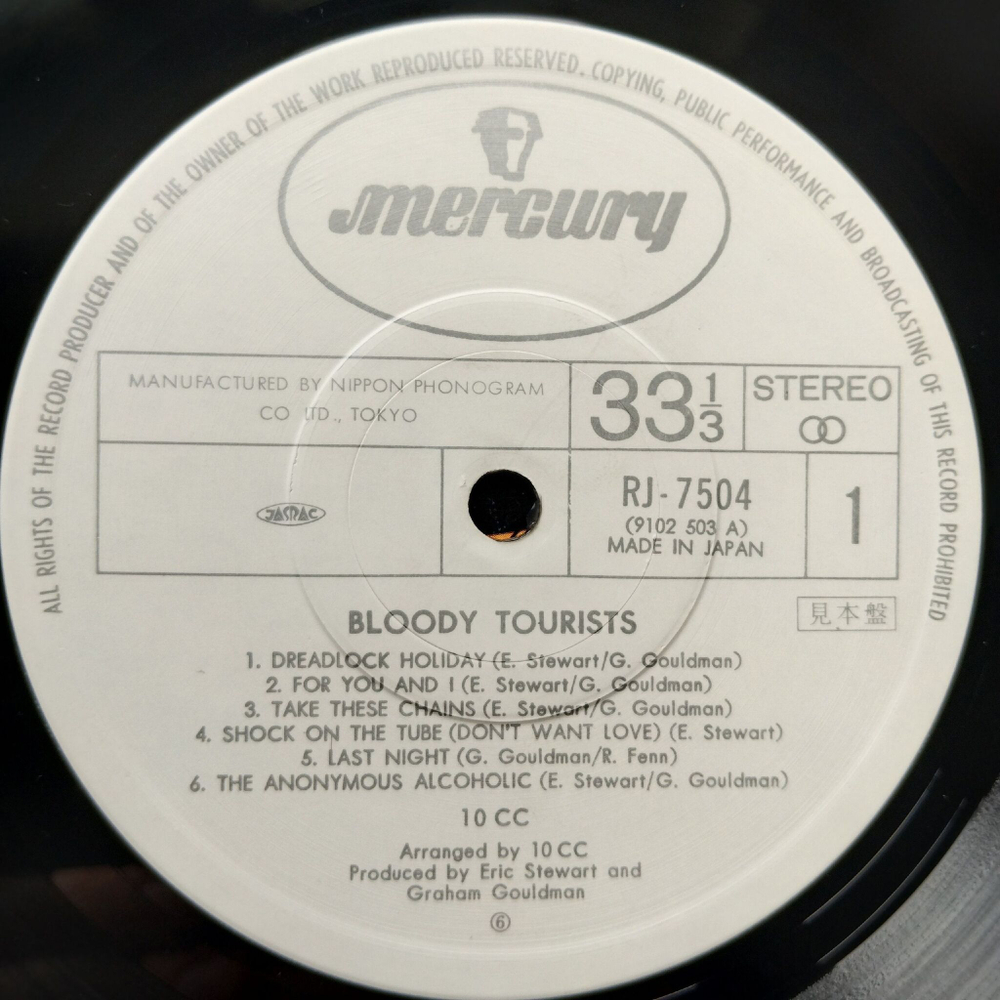 ALL RIGHTS OF THE RECORD PRODUCER AND OF THE OWNER OF THE WORK REPRODUCED RESERVED. COPYING, PUBLIC PERFORMANCE AND BROADCASTING OF THIS RECORD PROHIBITED
mercury
MANUFACTURED BY NIPPON PHONOGRAM
CO LTD., TOKYO
33 1/3
STEREO
JASRAC
RJ-7504
(9102 503 A)
MADE IN JAPAN
1
見本盤
BLOODY TOURISTS
1. DREADLOCK HOLIDAY (E. Stewart/G. Gouldman)
2. FOR YOU AND I (E. Stewart/G. Gouldman)
3. TAKE THESE CHAINS (E. Stewart/G. Gouldman)
4. SHOCK ON THE TUBE (DON'T WANT LOVE) (E. Stewart)
5. LAST NIGHT (G. Gouldman/R. Fenn)
6. THE ANONYMOUS ALCOHOLIC (E. Stewart/G. Gouldman)
10 CC
Arranged by 10 CC
Produced by Eric Stewart and
Graham Gouldman
⑥